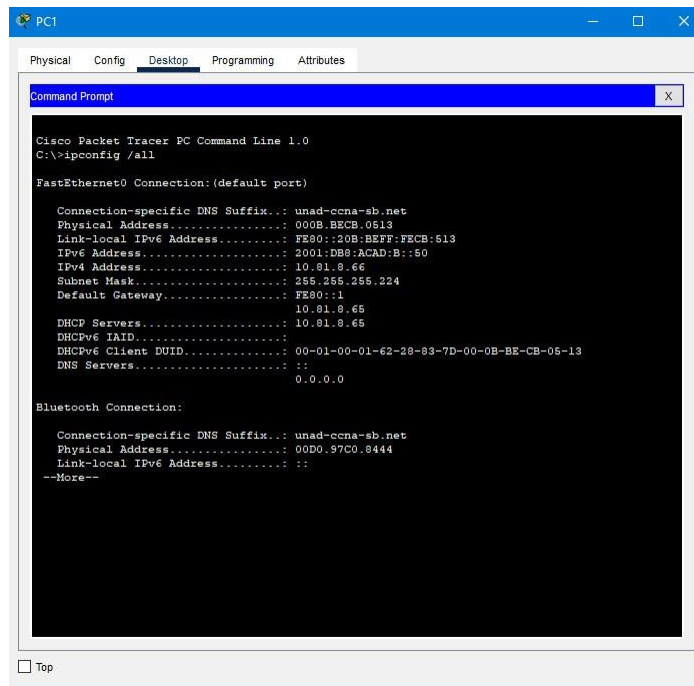 PC1
Physical Config Desktop Programming Attributes
Command Prompt X
Cisco Packet Tracer PC Command Line 1.0
C:\>ipconfig /all
FastEthernet0 Connection:(default port)
Connection-specific DNS Suffix..: unad-ccna-sb.net
Physical Address................: 000B.BECB.0513
Link-local IPv6 Address.........: FE80::20B:BEFF:FECB:513
IPv6 Address....................: 2001:DB8:ACAD:B::50
IPv4 Address....................: 10.81.8.66
Subnet Mask.....................: 255.255.255.224
Default Gateway.................: FE80::1
10.81.8.65
DHCP Servers....................: 10.81.8.65
DHCPv6 IAID.....................:
DHCPv6 Client DUID..............: 00-01-00-01-62-28-83-7D-00-0B-BE-CB-05-13
DNS Servers.....................: ::
0.0.0.0
Bluetooth Connection:
Connection-specific DNS Suffix..: unad-ccna-sb.net
Physical Address................: 00D0.97C0.8444
Link-local IPv6 Address.........: ::
--More--
Top